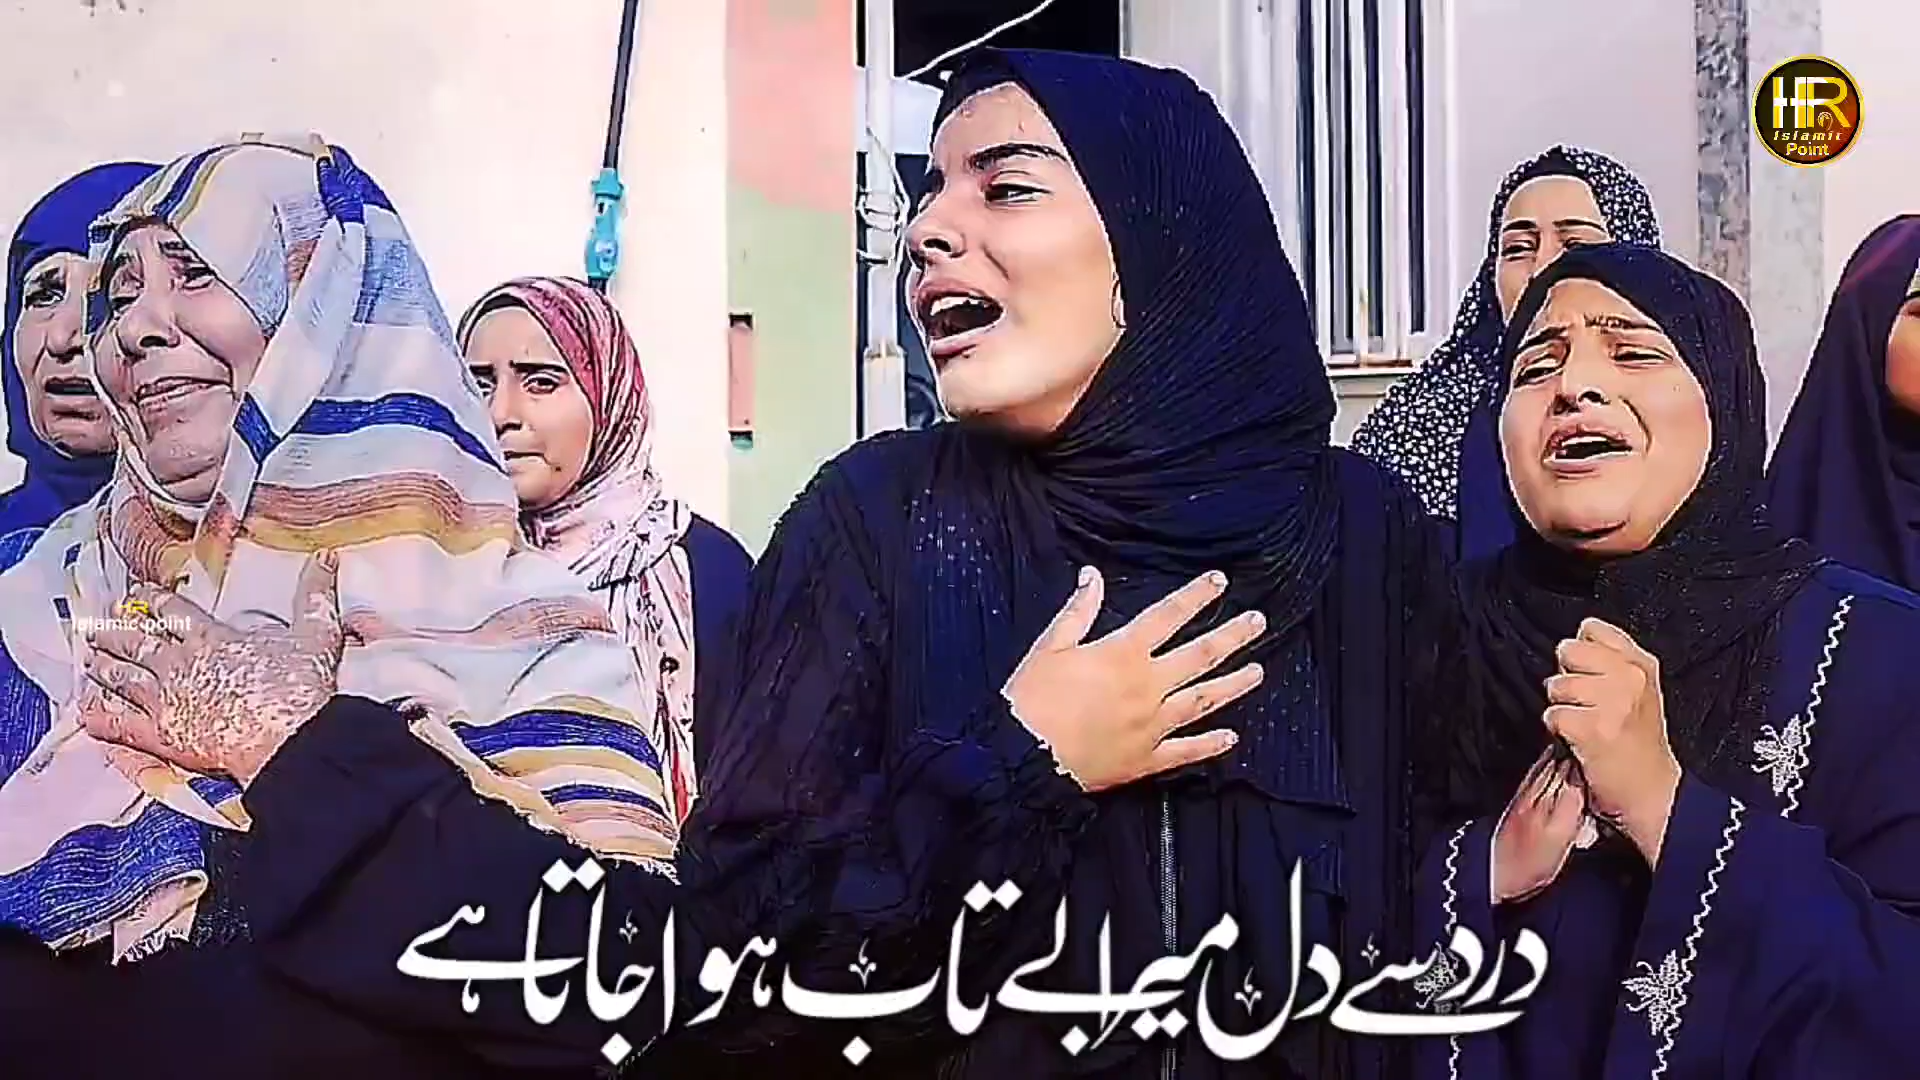 HR
Islamic
Point
HR
Islamic point
درد سے دل میرا بے تاب ہوا جاتا ہے